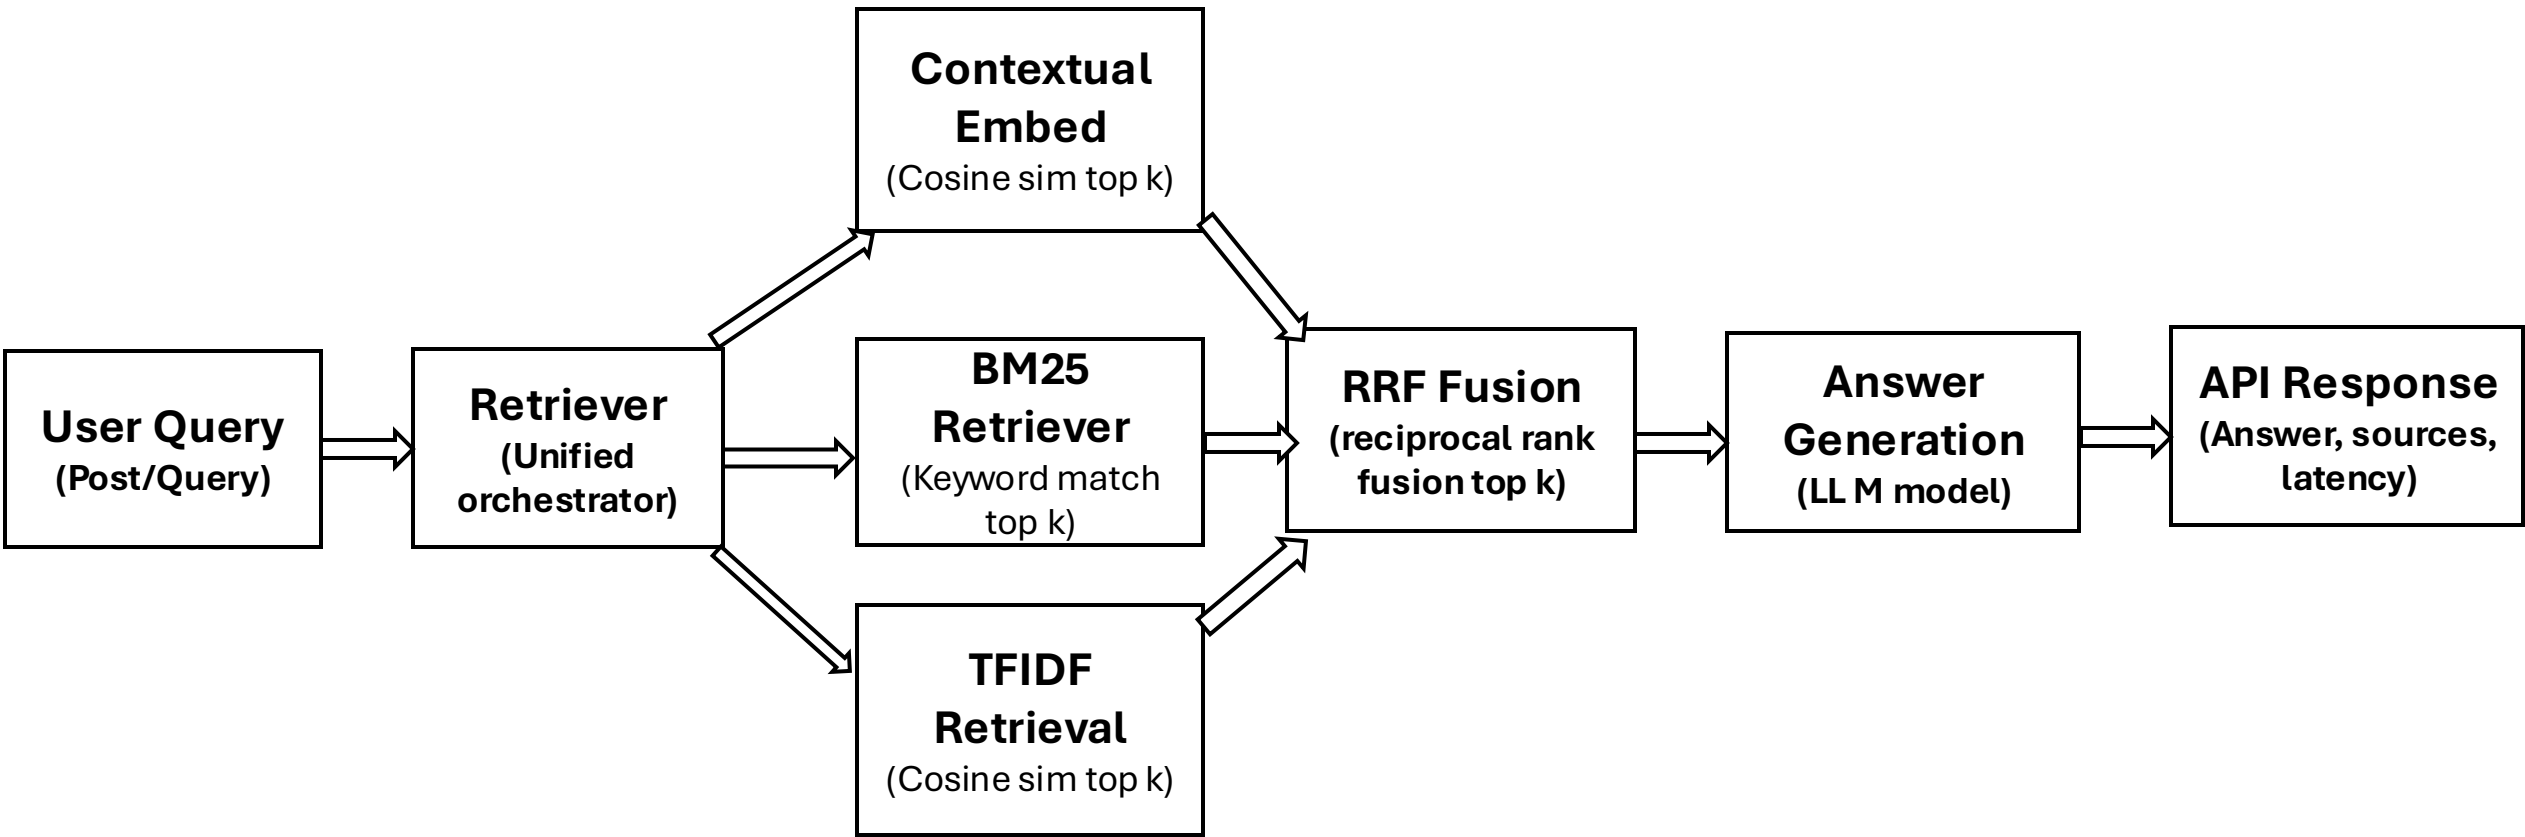 User Query
(Post/Query)
Retriever
(Unified
orchestrator)
Contextual
Embed
(Cosine sim top k)
BM25
Retriever
(Keyword match
top k)
TFIDF
Retrieval
(Cosine sim top k)
RRF Fusion
(reciprocal rank
fusion top k)
Answer
Generation
(LL M model)
API Response
(Answer, sources,
latency)